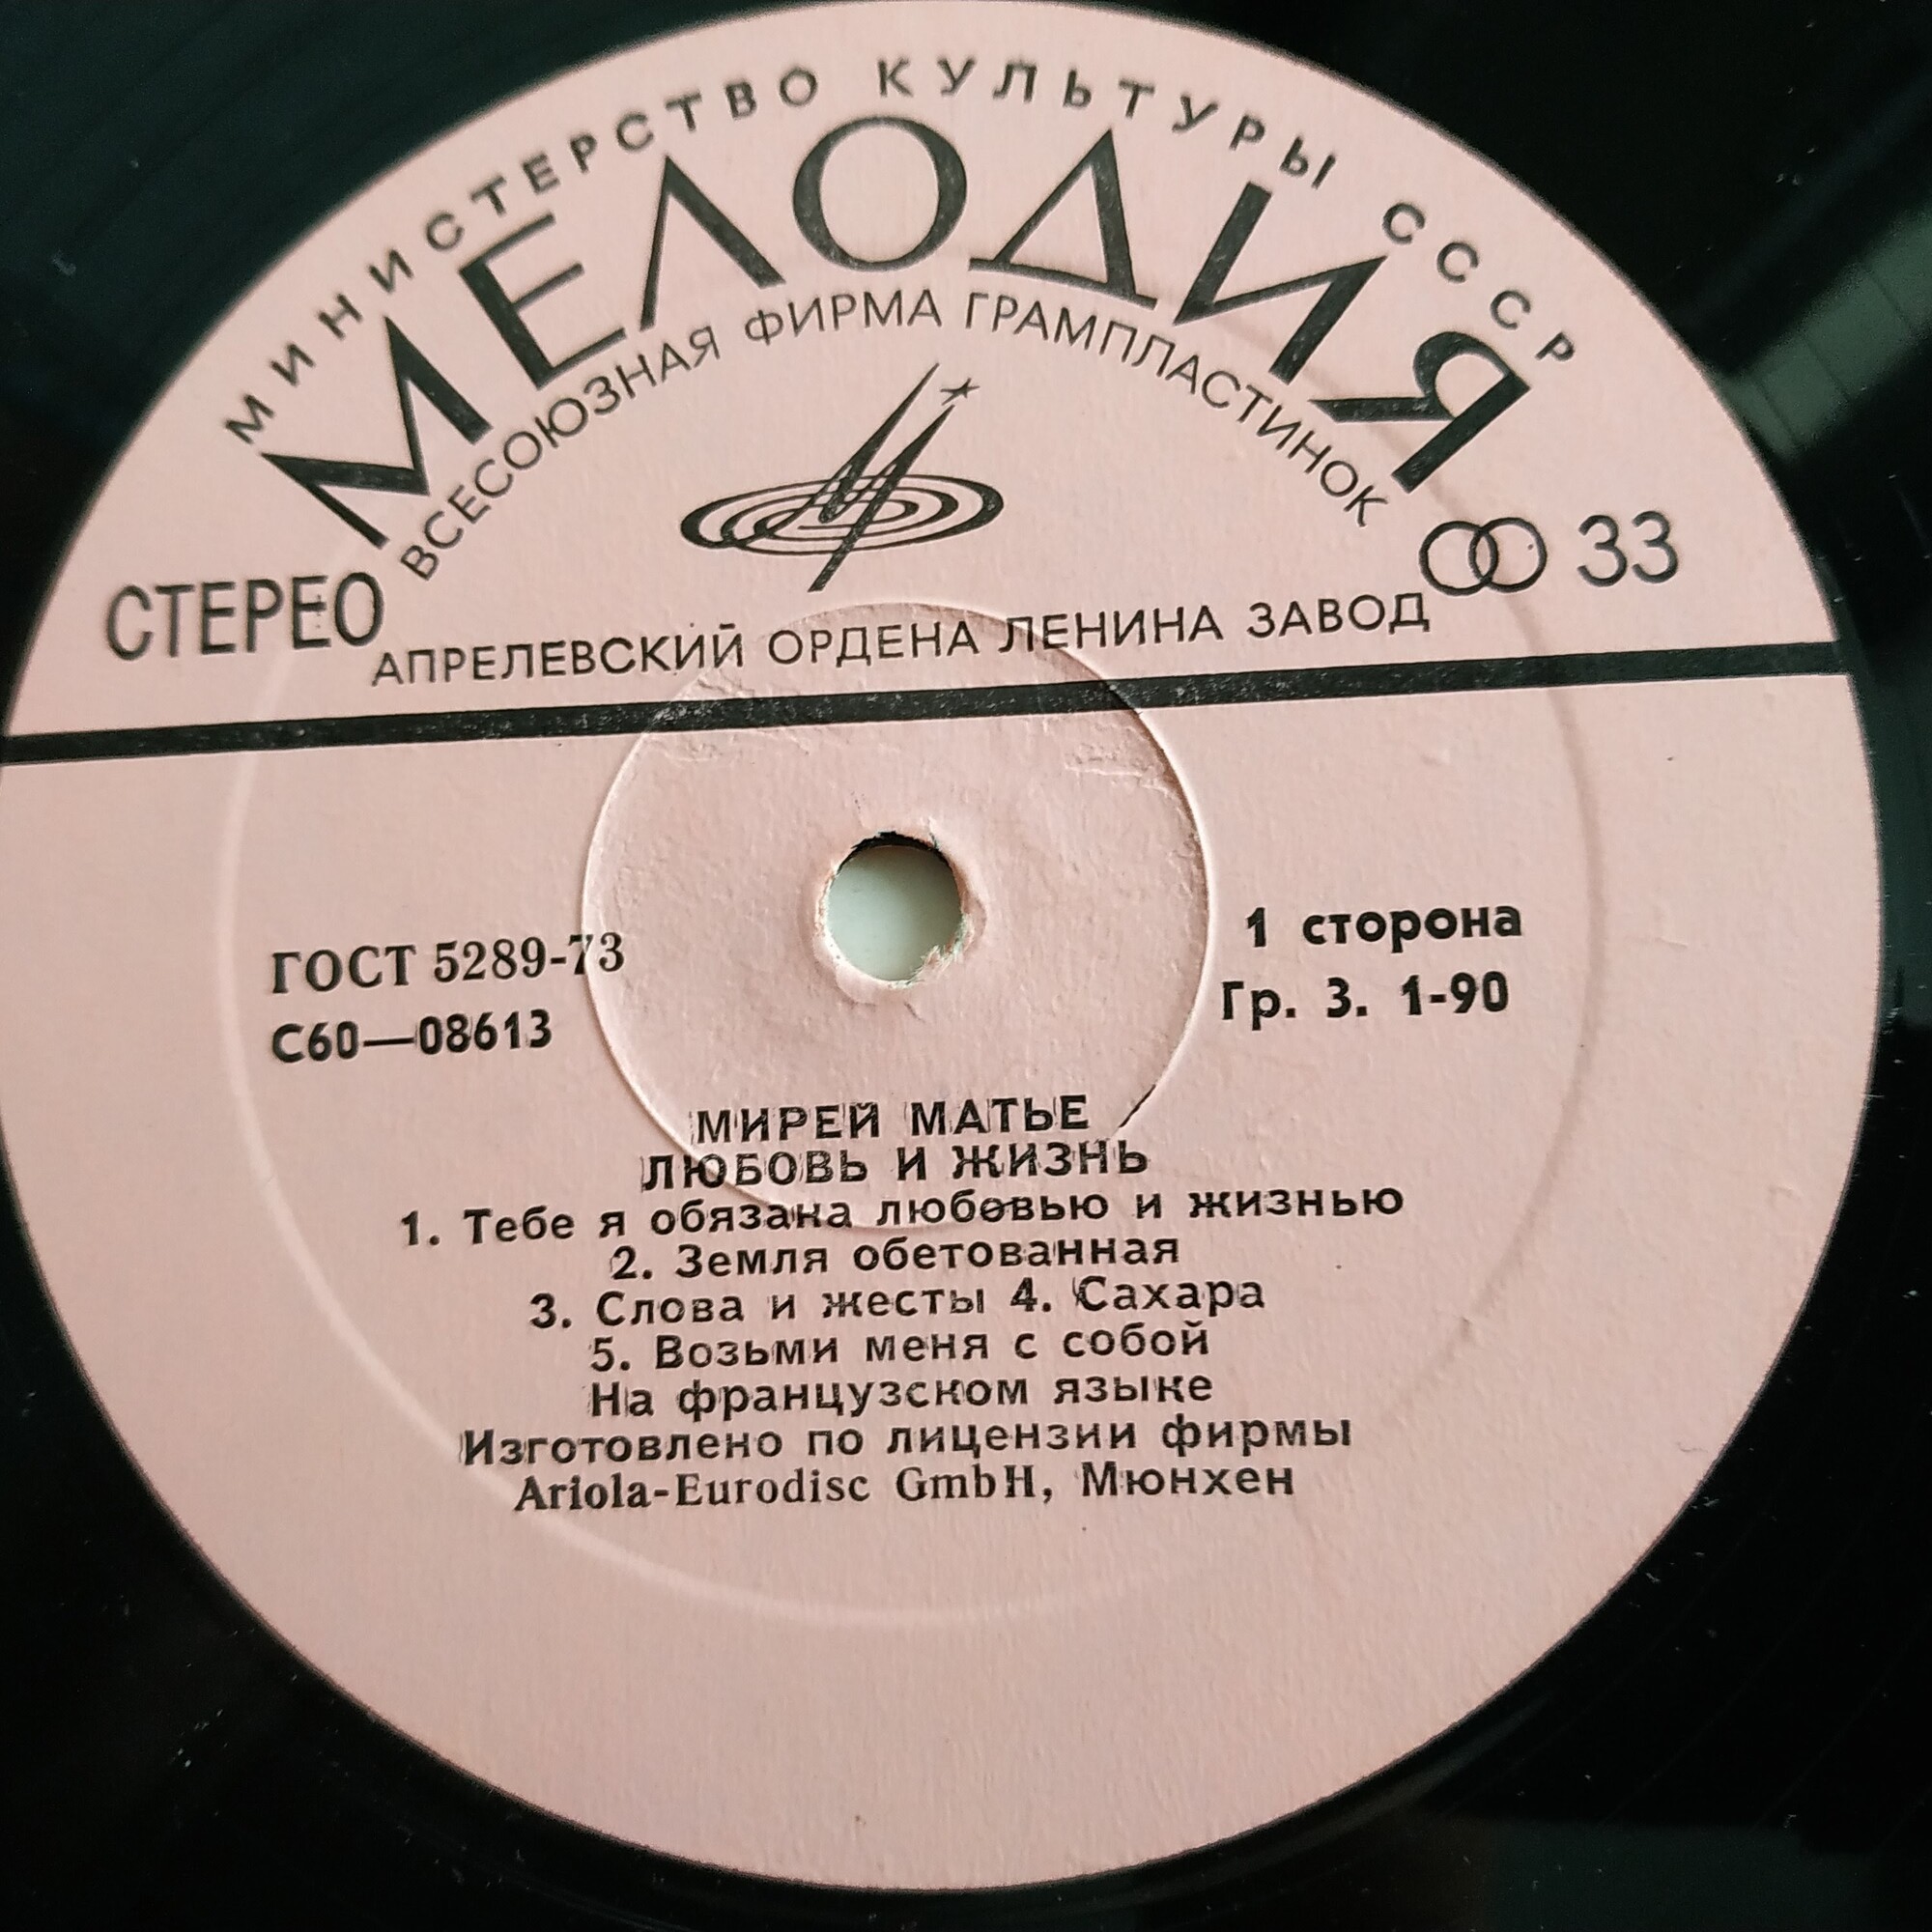 МИНИСТЕРСТВО КУЛЬТУРЫ СССР
МЕЛОДИЯ
ВСЕСОЮЗНАЯ ФИРМА ГРАМПЛАСТИНОК
СТЕРЕО
33
АПРЕЛЕВСКИЙ ОРДЕНА ЛЕНИНА ЗАВОД
ГОСТ 5289-73
С60—08613
1 сторона
Гр. 3. 1-90
МИРЕЙ МАТЬЕ
ЛЮБОВЬ И ЖИЗНЬ
1. Тебе я обязана любовью и жизнью
2. Земля обетованная
3. Слова и жесты 4. Сахара
5. Возьми меня с собой
На французском языке
Изготовлено по лицензии фирмы
Ariola-Eurodisc GmbH, Мюнхен